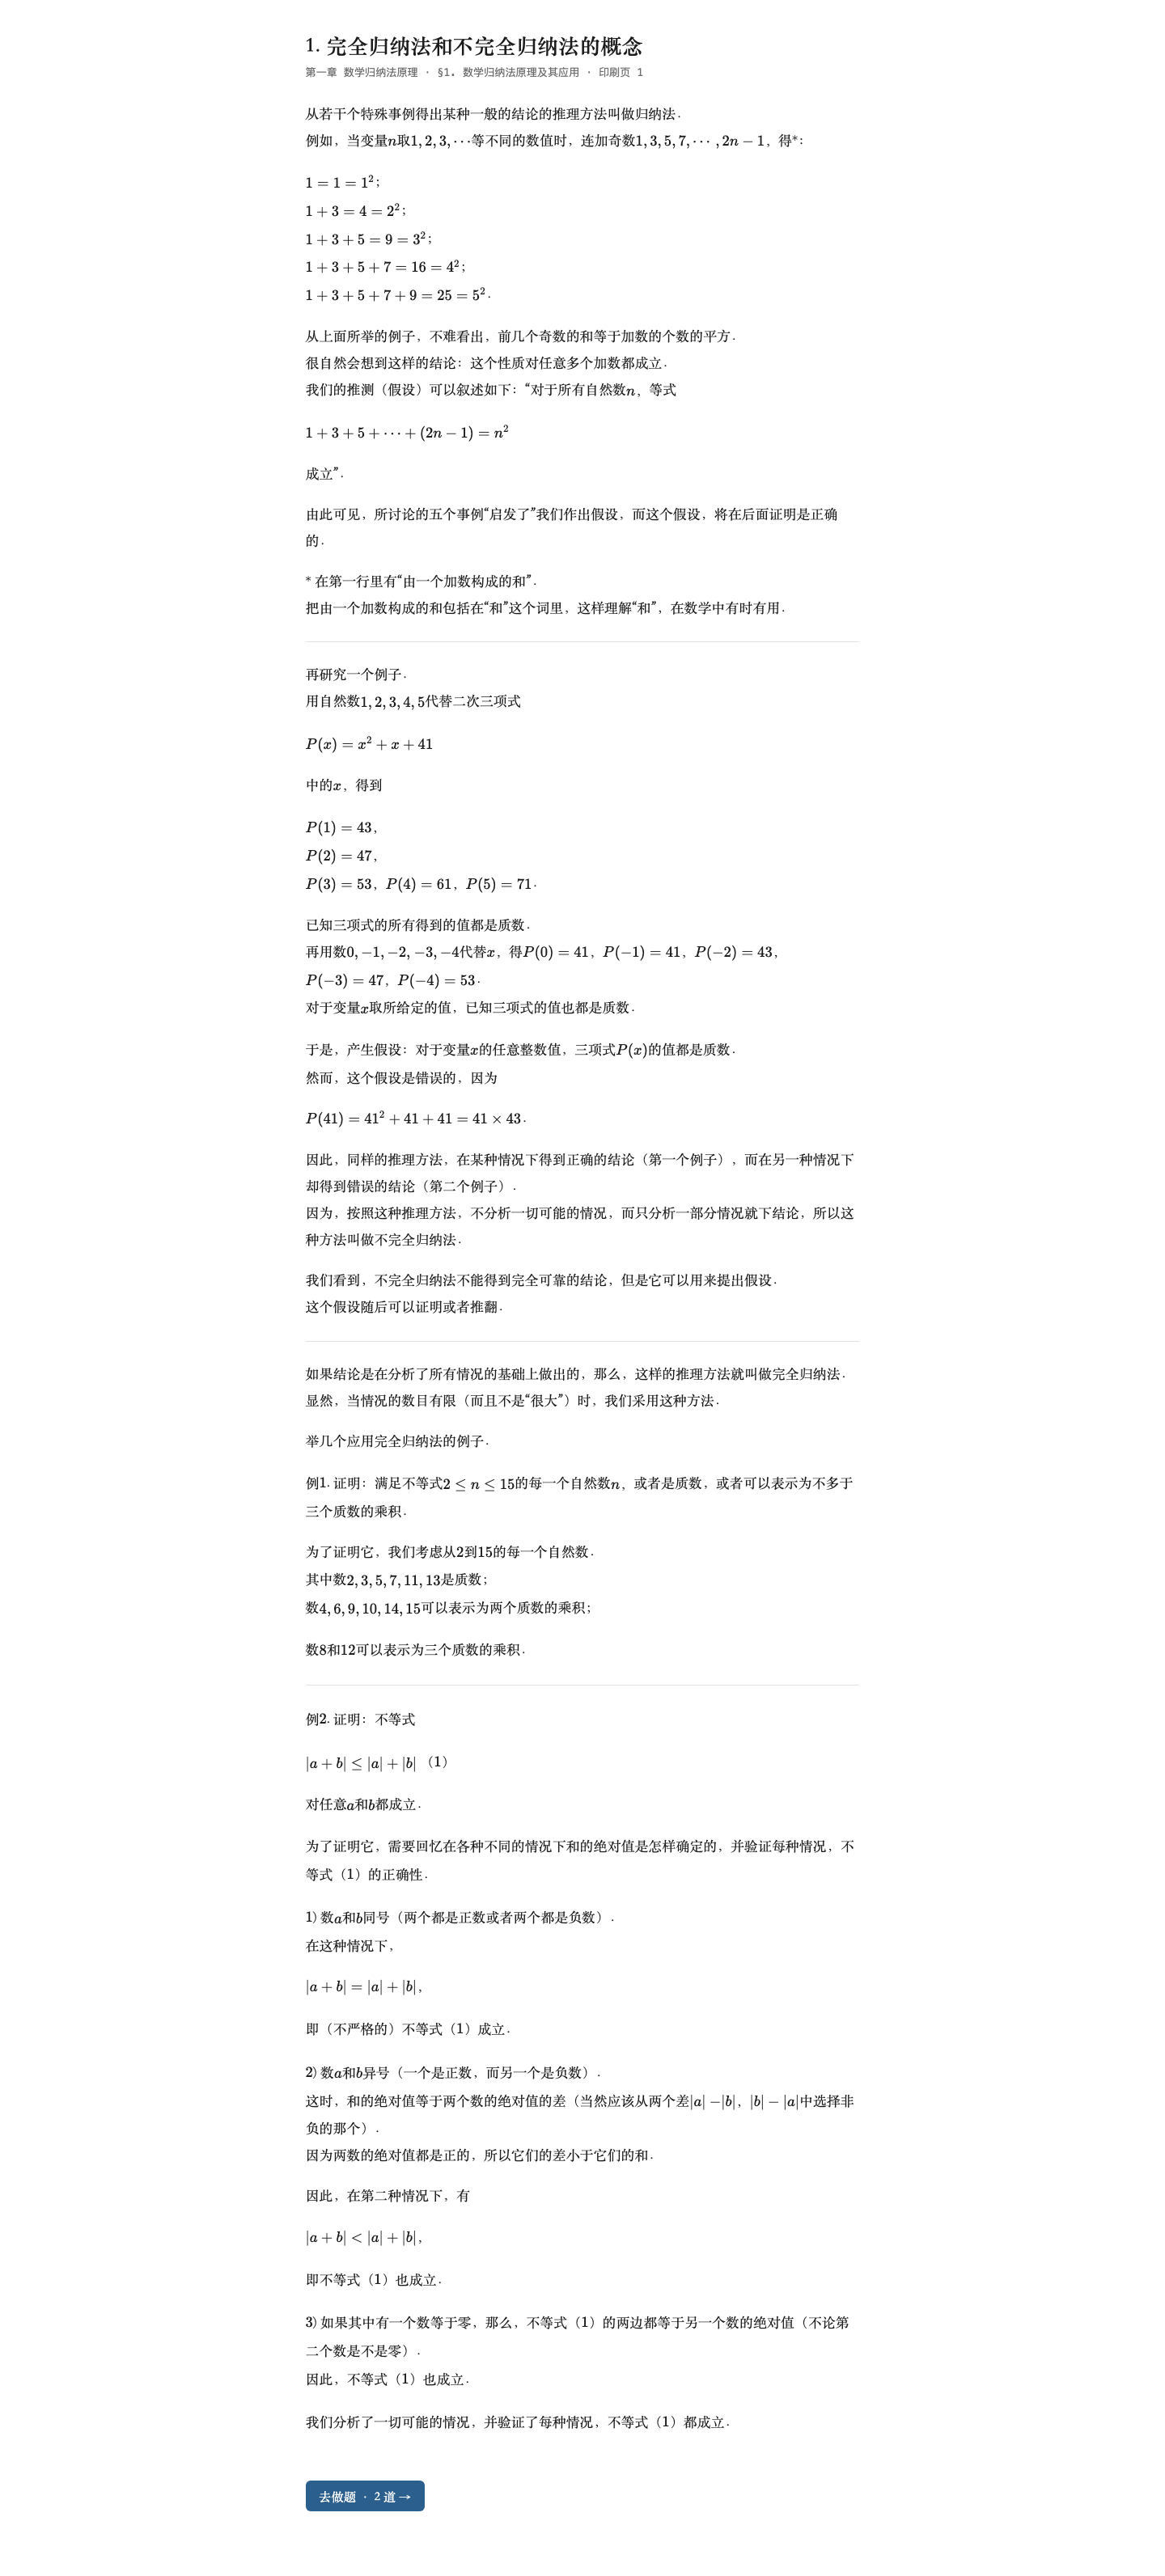 1. 完全归纳法和不完全归纳法的概念
第一章 数学归纳法原理 · §1. 数学归纳法原理及其应用 · 印刷页 1
从若干个特殊事例得出某种一般的结论的推理方法叫做归纳法.
例如，当变量n取1, 2, 3, ⋯等不同的数值时，连加奇数1, 3, 5, 7, ⋯ , 2n − 1，得*：
1 = 1 = 1²；
1 + 3 = 4 = 2²；
1 + 3 + 5 = 9 = 3²；
1 + 3 + 5 + 7 = 16 = 4²；
1 + 3 + 5 + 7 + 9 = 25 = 5².
从上面所举的例子，不难看出，前几个奇数的和等于加数的个数的平方.
很自然会想到这样的结论：这个性质对任意多个加数都成立.
我们的推测（假设）可以叙述如下：“对于所有自然数n，等式
1 + 3 + 5 + ⋯ + (2n − 1) = n²
成立”.
由此可见，所讨论的五个事例“启发了”我们作出假设，而这个假设，将在后面证明是正确
的.
* 在第一行里有“由一个加数构成的和”.
把由一个加数构成的和包括在“和”这个词里，这样理解“和”，在数学中有时有用.
再研究一个例子.
用自然数1, 2, 3, 4, 5代替二次三项式
P(x) = x² + x + 41
中的x，得到
P(1) = 43，
P(2) = 47，
P(3) = 53，P(4) = 61，P(5) = 71.
已知三项式的所有得到的值都是质数.
再用数0, −1, −2, −3, −4代替x，得P(0) = 41，P(−1) = 41，P(−2) = 43，
P(−3) = 47，P(−4) = 53.
对于变量x取所给定的值，已知三项式的值也都是质数.
于是，产生假设：对于变量x的任意整数值，三项式P(x)的值都是质数.
然而，这个假设是错误的，因为
P(41) = 41² + 41 + 41 = 41 × 43.
因此，同样的推理方法，在某种情况下得到正确的结论（第一个例子），而在另一种情况下
却得到错误的结论（第二个例子）.
因为，按照这种推理方法，不分析一切可能的情况，而只分析一部分情况就下结论，所以这
种方法叫做不完全归纳法.
我们看到，不完全归纳法不能得到完全可靠的结论，但是它可以用来提出假设.
这个假设随后可以证明或者推翻.
如果结论是在分析了所有情况的基础上做出的，那么，这样的推理方法就叫做完全归纳法.
显然，当情况的数目有限（而且不是“很大”）时，我们采用这种方法.
举几个应用完全归纳法的例子.
例1. 证明：满足不等式2 ≤ n ≤ 15的每一个自然数n，或者是质数，或者可以表示为不多于
三个质数的乘积.
为了证明它，我们考虑从2到15的每一个自然数.
其中数2, 3, 5, 7, 11, 13是质数；
数4, 6, 9, 10, 14, 15可以表示为两个质数的乘积；
数8和12可以表示为三个质数的乘积.
例2. 证明：不等式
|a + b| ≤ |a| + |b| （1）
对任意a和b都成立.
为了证明它，需要回忆在各种不同的情况下和的绝对值是怎样确定的，并验证每种情况，不
等式（1）的正确性.
1) 数a和b同号（两个都是正数或者两个都是负数）.
在这种情况下，
|a + b| = |a| + |b|，
即（不严格的）不等式（1）成立.
2) 数a和b异号（一个是正数，而另一个是负数）.
这时，和的绝对值等于两个数的绝对值的差（当然应该从两个差|a| −|b|，|b| − |a|中选择非
负的那个）.
因为两数的绝对值都是正的，所以它们的差小于它们的和.
因此，在第二种情况下，有
|a + b| < |a| + |b|，
即不等式（1）也成立.
3) 如果其中有一个数等于零，那么，不等式（1）的两边都等于另一个数的绝对值（不论第
二个数是不是零）.
因此，不等式（1）也成立.
我们分析了一切可能的情况，并验证了每种情况，不等式（1）都成立.
去做题 · 2 道 →